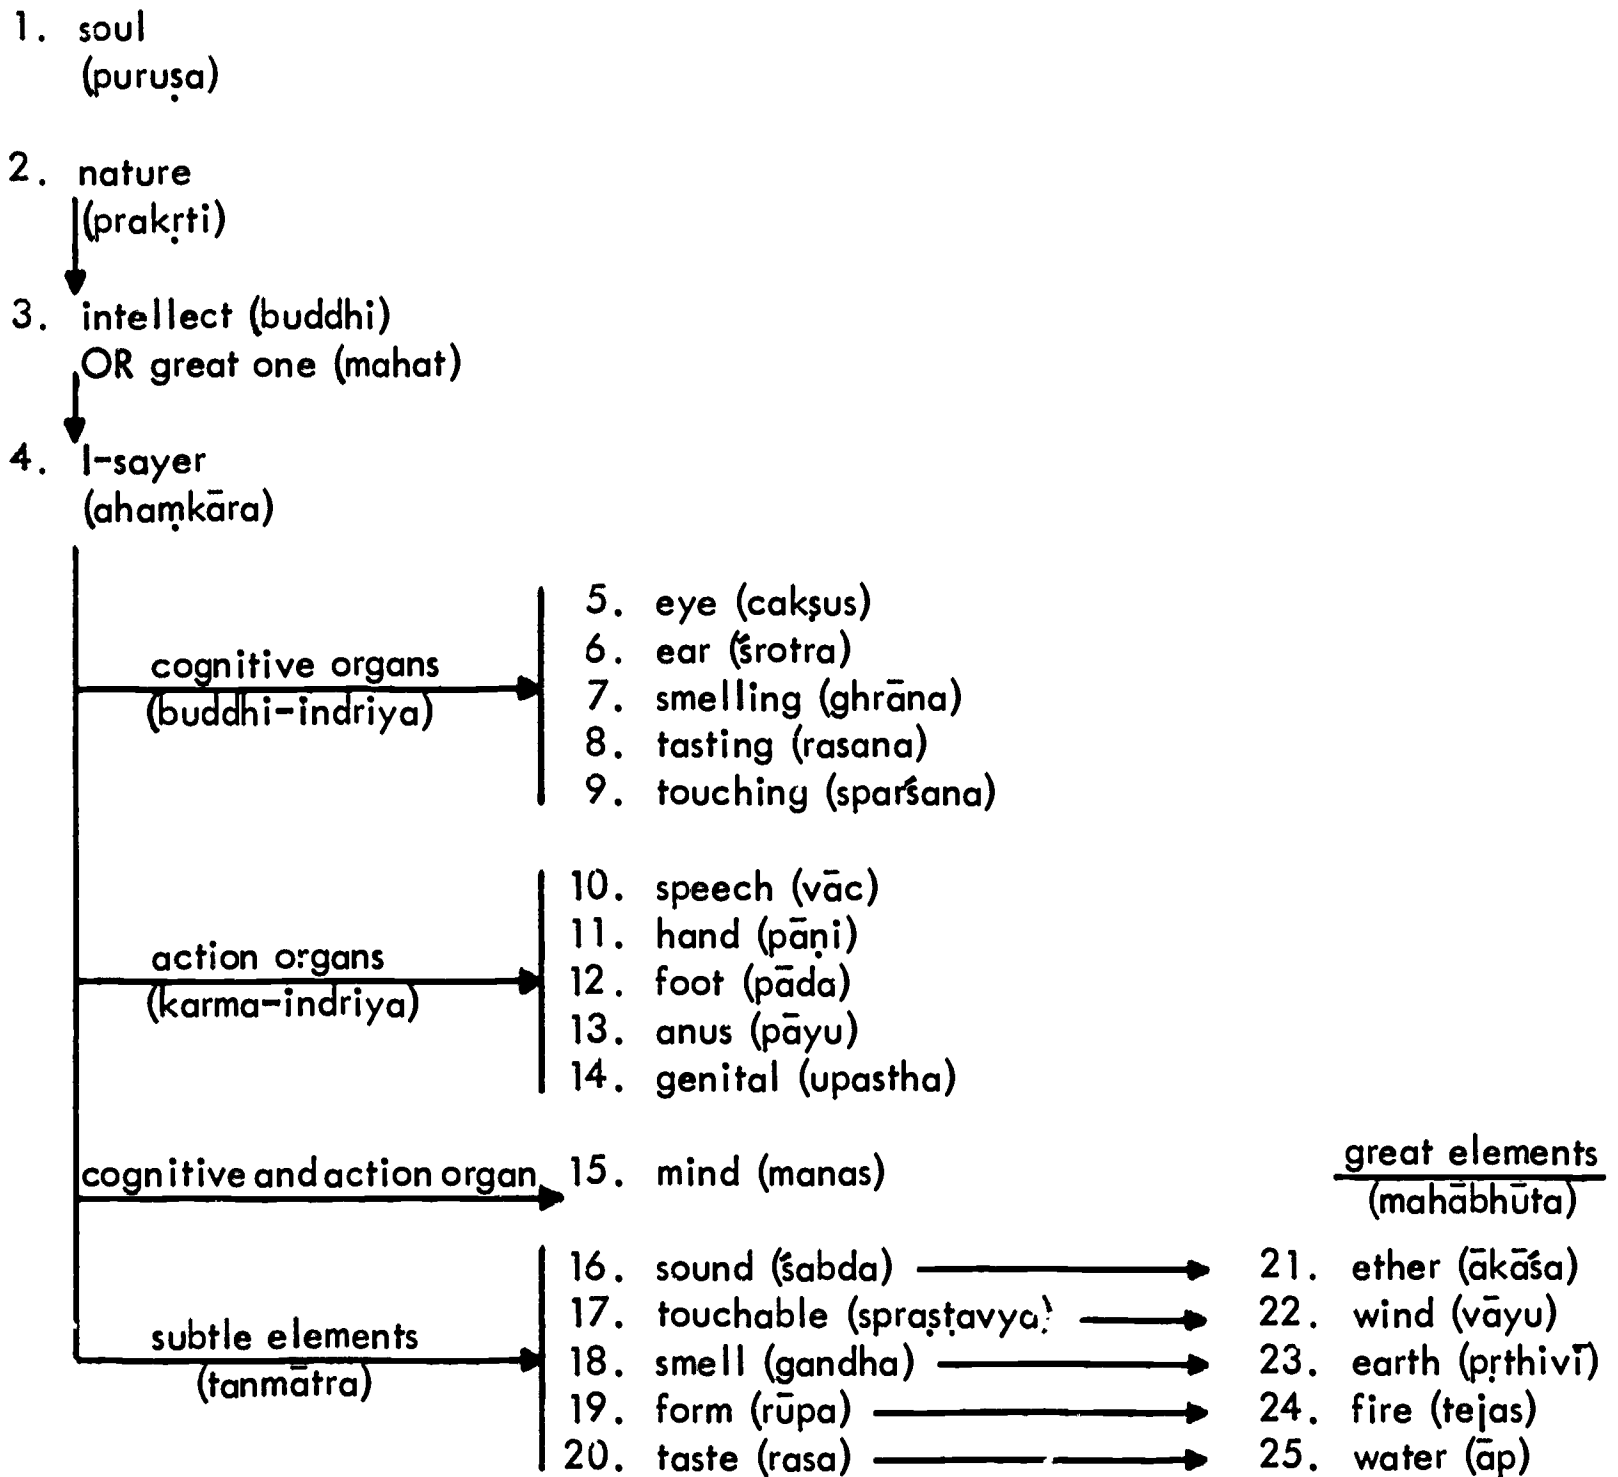 1. soul
(puruṣa)
2. nature
(prakṛti)
3. intellect (buddhi)
OR great one (mahat)
4. I-sayer
(ahaṃkāra)
cognitive organs
(buddhi-indriya)
5. eye (cakṣus)
6. ear (śrotra)
7. smelling (ghrāna)
8. tasting (rasana)
9. touching (sparśana)
action organs
(karma-indriya)
10. speech (vāc)
11. hand (pāṇi)
12. foot (pāda)
13. anus (pāyu)
14. genital (upastha)
cognitive and action organ
15. mind (manas)
great elements
(mahābhūta)
subtle elements
(tanmātra)
16. sound (śabda) 21. ether (ākāśa)
17. touchable (spraṣṭavya) 22. wind (vāyu)
18. smell (gandha) 23. earth (pṛthivī)
19. form (rūpa) 24. fire (tejas)
20. taste (rasa) 25. water (āp)